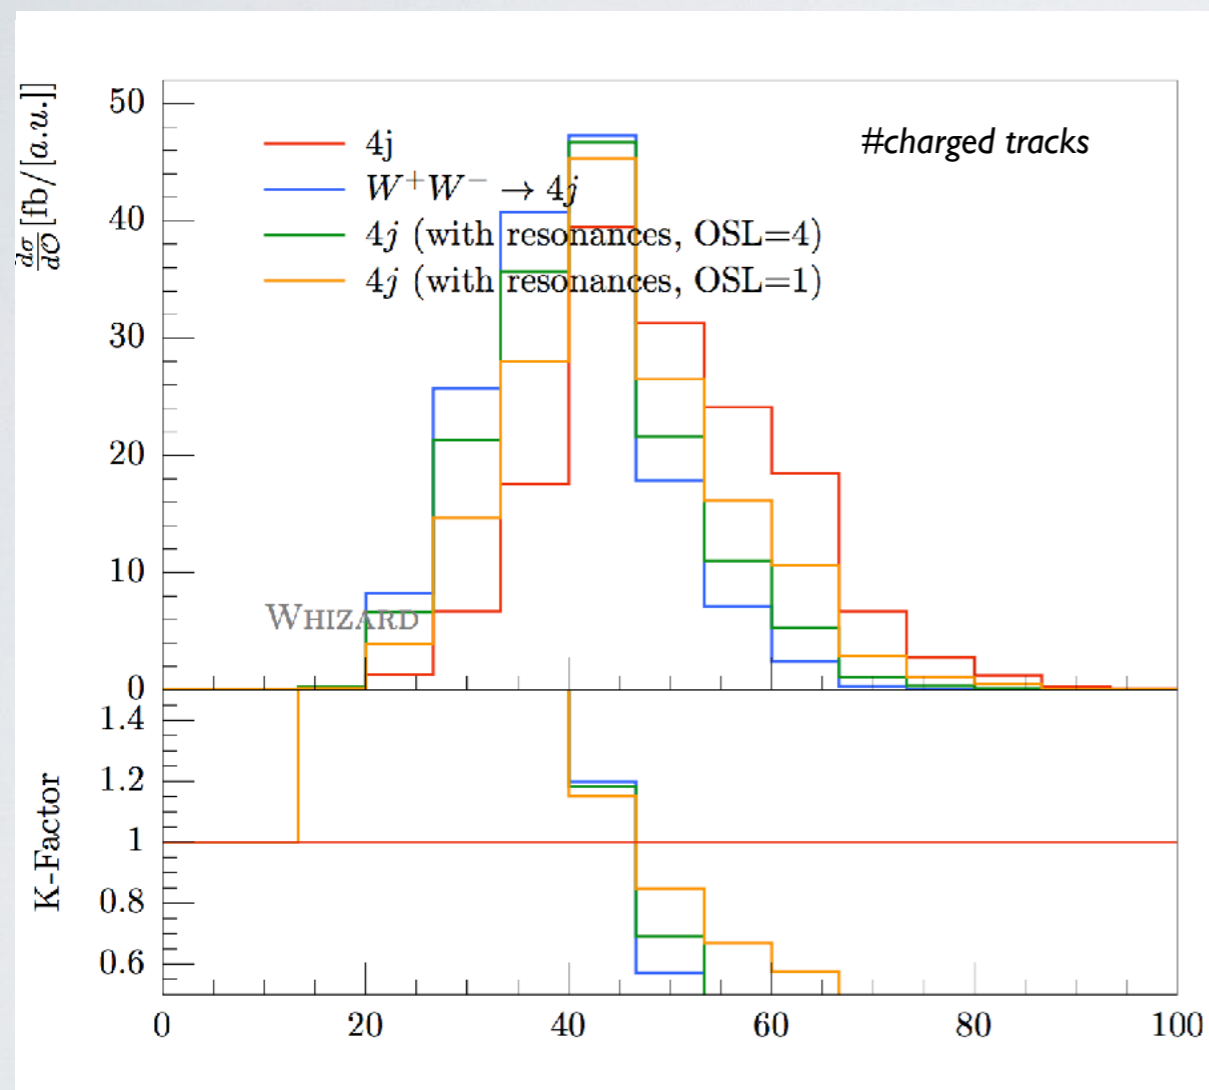 dσ/dO [fb/[a.u.]]
50
40
30
20
10
0
#charged tracks
4j
W⁺W⁻ → 4j
4j (with resonances, OSL=4)
4j (with resonances, OSL=1)
WHIZARD
K-Factor
1.4
1.2
1
0.8
0.6
0 20 40 60 80 100